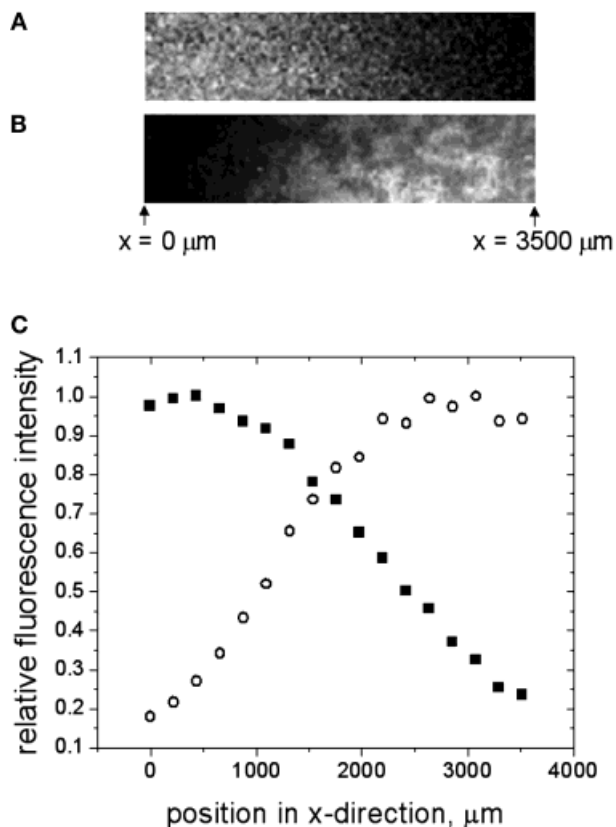 A
B
x = 0 μm
x = 3500 μm
C
relative fluorescence intensity
1.1
1.0
0.9
0.8
0.7
0.6
0.5
0.4
0.3
0.2
0.1
0 1000 2000 3000 4000
position in x-direction, μm